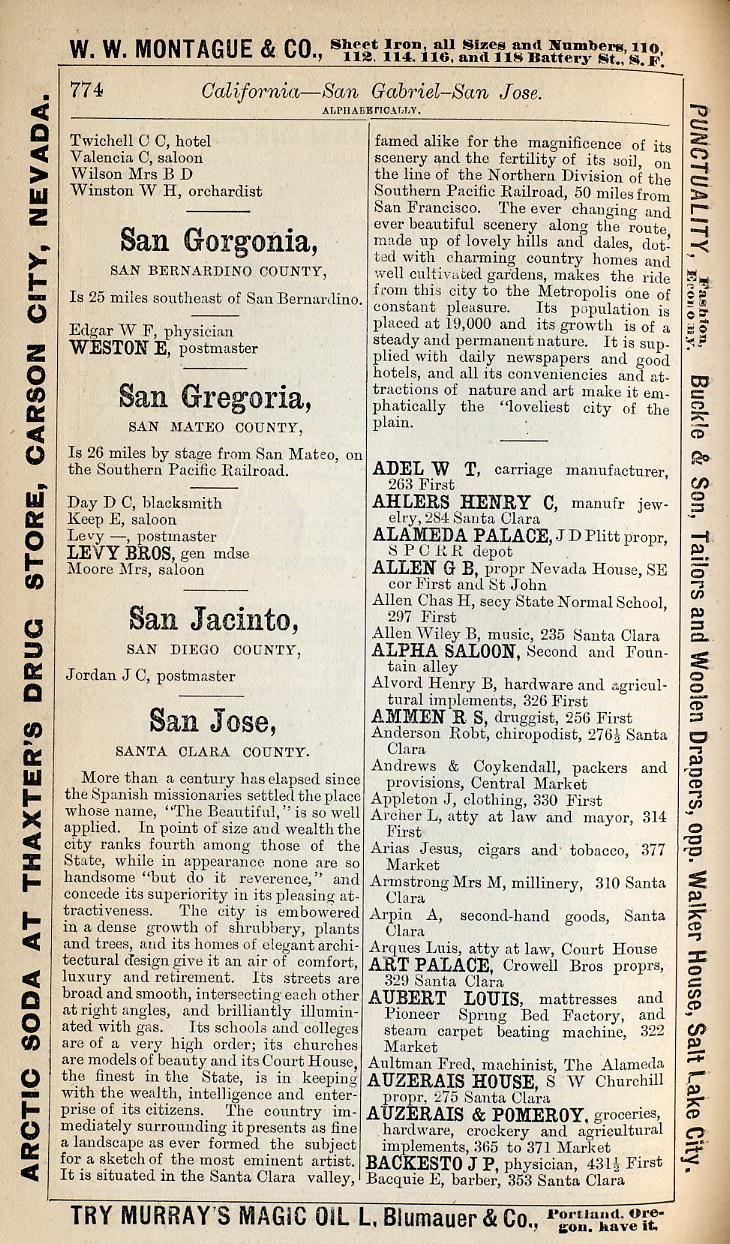 W. W. MONTAGUE & CO., Sheet Iron, all Sizes and Numbers, 110,
112, 114, 116, and 118 Battery St., S. F.
774 California—San Gabriel–San Jose.
ALPHABETICALLY.
Twichell C C, hotel
Valencia C, saloon
Wilson Mrs B D
Winston W H, orchardist
San Gorgonia,
SAN BERNARDINO COUNTY,
Is 25 miles southeast of San Bernardino.
Edgar W F, physician
WESTON E, postmaster
San Gregoria,
SAN MATEO COUNTY,
Is 26 miles by stage from San Mateo, on
the Southern Pacific Railroad.
Day D C, blacksmith
Keep E, saloon
Levy —, postmaster
LEVY BROS, gen mdse
Moore Mrs, saloon
San Jacinto,
SAN DIEGO COUNTY,
Jordan J C, postmaster
San Jose,
SANTA CLARA COUNTY.
More than a century has elapsed since
the Spanish missionaries settled the place
whose name, "The Beautiful," is so well
applied. In point of size and wealth the
city ranks fourth among those of the
State, while in appearance none are so
handsome "but do it reverence," and
concede its superiority in its pleasing at-
tractiveness. The city is embowered
in a dense growth of shrubbery, plants
and trees, and its homes of elegant archi-
tectural design give it an air of comfort,
luxury and retirement. Its streets are
broad and smooth, intersecting each other
at right angles, and brilliantly illumin-
ated with gas. Its schools and colleges
are of a very high order; its churches
are models of beauty and its Court House,
the finest in the State, is in keeping
with the wealth, intelligence and enter-
prise of its citizens. The country im-
mediately surrounding it presents as fine
a landscape as ever formed the subject
for a sketch of the most eminent artist.
It is situated in the Santa Clara valley,
famed alike for the magnificence of its
scenery and the fertility of its soil, on
the line of the Northern Division of the
Southern Pacific Railroad, 50 miles from
San Francisco. The ever changing and
ever beautiful scenery along the route,
made up of lovely hills and dales, dot-
ted with charming country homes and
well cultivated gardens, makes the ride
from this city to the Metropolis one of
constant pleasure. Its population is
placed at 19,000 and its growth is of a
steady and permanent nature. It is sup-
plied with daily newspapers and good
hotels, and all its conveniencies and at-
tractions of nature and art make it em-
phatically the "loveliest city of the
plain.
ADEL W T, carriage manufacturer,
263 First
AHLERS HENRY C, manufr jew-
elry, 284 Santa Clara
ALAMEDA PALACE, J D Plitt propr,
S P C R R depot
ALLEN G B, propr Nevada House, SE
cor First and St John
Allen Chas H, secy State Normal School,
297 First
Allen Wiley B, music, 235 Santa Clara
ALPHA SALOON, Second and Foun-
tain alley
Alvord Henry B, hardware and agricul-
tural implements, 326 First
AMMEN R S, druggist, 256 First
Anderson Robt, chiropodist, 276½ Santa
Clara
Andrews & Coykendall, packers and
provisions, Central Market
Appleton J, clothing, 330 First
Archer L, atty at law and mayor, 314
First
Arias Jesus, cigars and tobacco, 377
Market
Armstrong Mrs M, millinery, 310 Santa
Clara
Arpin A, second-hand goods, Santa
Clara
Arques Luis, atty at law, Court House
ART PALACE, Crowell Bros proprs,
329 Santa Clara
AUBERT LOUIS, mattresses and
Pioneer Spring Bed Factory, and
steam carpet beating machine, 322
Market
Aultman Fred, machinist, The Alameda
AUZERAIS HOUSE, S W Churchill
propr, 275 Santa Clara
AUZERAIS & POMEROY, groceries,
hardware, crockery and agricultural
implements, 365 to 371 Market
BACKESTO J P, physician, 431½ First
Bacquie E, barber, 353 Santa Clara
ARCTIC SODA AT THAXTER'S DRUG STORE, CARSON CITY, NEVADA.
PUNCTUALITY, Fashion, Economy. Buckle & Son, Tailors and Woolen Drapers, opp. Walker House, Salt Lake City.
TRY MURRAY'S MAGIC OIL L, Blumauer & Co., Portland, Ore-
gon, have it.